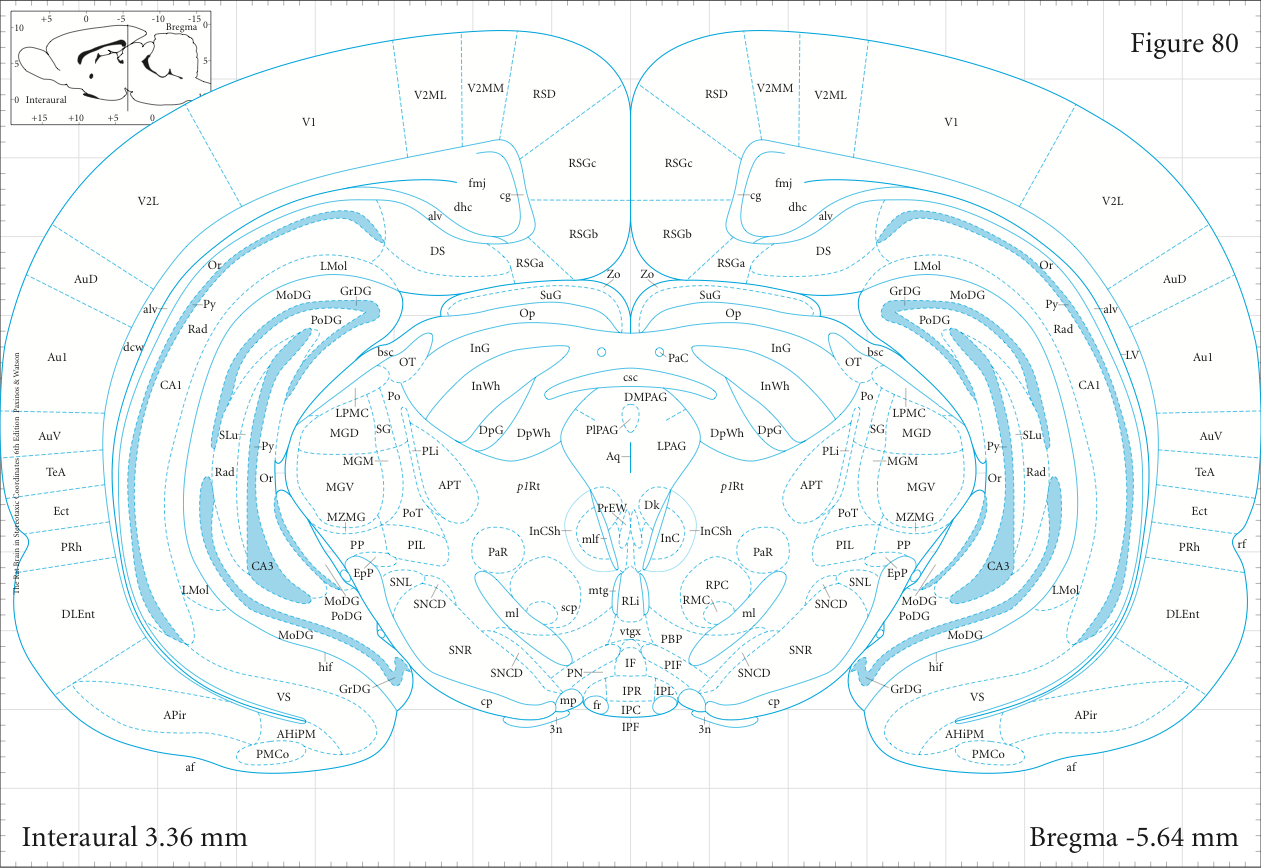 +5 0 -5 -10 -15
Bregma 0
10
5 5
0 Interaural
+15 +10 +5 0
Figure 80
V2ML V2MM RSD RSD V2MM V2ML
V1 V1
RSGc RSGc
fmj cg cg fmj
V2L dhc dhc V2L
alv alv
RSGb RSGb
DS DS
RSGa RSGa
Or LMol Zo Zo LMol Or
AuD AuD
MoDG GrDG SuG SuG GrDG MoDG
alv Py Op Op Py alv
PoDG PoDG
Rad Rad
dcw bsc InG InG bsc LV
Au1 OT PaC OT Au1
csc
CA1 InWh InWh CA1
Po DMPAG Po
LPMC LPMC
AuV SLu MGD SG DpG DpWh PlPAG DpWh DpG SG MGD SLu AuV
Py PLi LPAG PLi Py
MGM Aq MGM
TeA Rad Or Or Rad TeA
MGV APT p1Rt p1Rt APT MGV
Ect MZMG PoT PrEW Dk PoT MZMG Ect
InCSh InCSh
mlf InC
PRh PP PIL PaR PaR PIL PP PRh rf
CA3 EpP EpP CA3
SNL SNL
LMol mtg RPC LMol
MoDG SNCD RLi RMC SNCD MoDG
DLEnt PoDG ml scp ml PoDG DLEnt
MoDG vtgx PBP MoDG
SNR SNR
hif SNCD PN IF PIF SNCD hif
GrDG IPR IPL GrDG
VS cp mp fr cp VS
APir IPC APir
3n IPF 3n
AHiPM AHiPM
PMCo PMCo
af af
The Rat Brain in Stereotaxic Coordinates, 6th Edition Paxinos & Watson
Interaural 3.36 mm
Bregma -5.64 mm